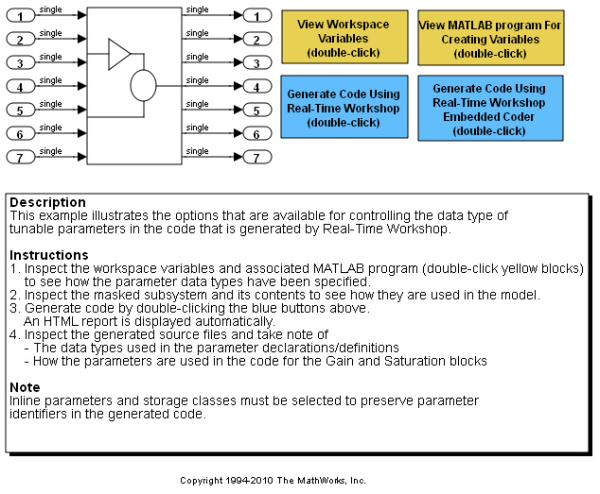 1 single single 1
2 single single 2
3 single single 3
4 single single 4
5 single single 5
6 single single 6
7 single single 7
View Workspace
Variables
(double-click)
View MATLAB program For
Creating Variables
(double-click)
Generate Code Using
Real-Time Workshop
(double-click)
Generate Code Using
Real-Time Workshop
Embedded Coder
(double-click)
Description
This example illustrates the options that are available for controlling the data type of
tunable parameters in the code that is generated by Real-Time Workshop.
Instructions
1. Inspect the workspace variables and associated MATLAB program (double-click yellow blocks)
to see how the parameter data types have been specified.
2. Inspect the masked subsystem and its contents to see how they are used in the model.
3. Generate code by double-clicking the blue buttons above.
An HTML report is displayed automatically.
4. Inspect the generated source files and take note of
- The data types used in the parameter declarations/definitions
- How the parameters are used in the code for the Gain and Saturation blocks
Note
Inline parameters and storage classes must be selected to preserve parameter
identifiers in the generated code.
Copyright 1994-2010 The MathWorks, Inc.